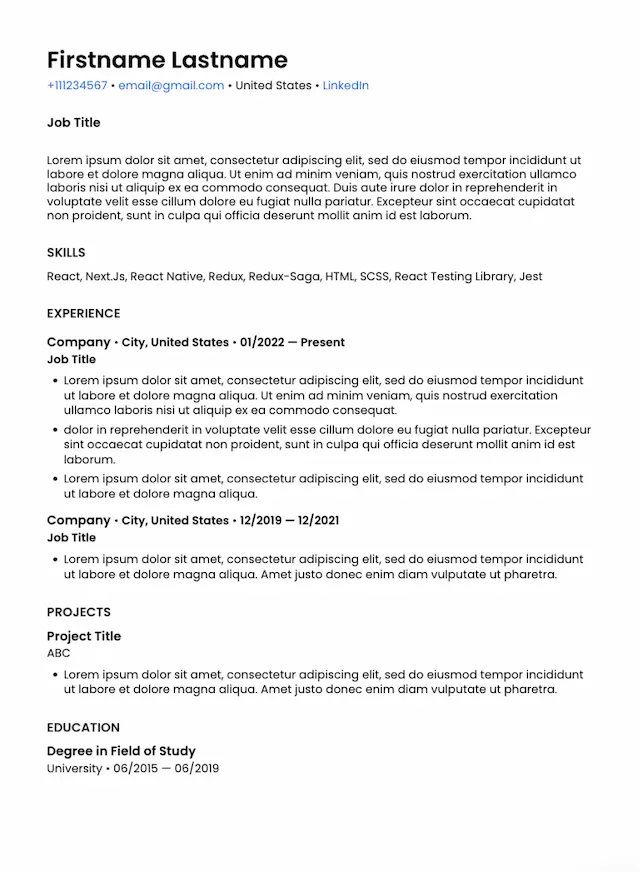 Firstname Lastname
+111234567 • email@gmail.com • United States • LinkedIn
Job Title
Lorem ipsum dolor sit amet, consectetur adipiscing elit, sed do eiusmod tempor incididunt ut
labore et dolore magna aliqua. Ut enim ad minim veniam, quis nostrud exercitation ullamco
laboris nisi ut aliquip ex ea commodo consequat. Duis aute irure dolor in reprehenderit in
voluptate velit esse cillum dolore eu fugiat nulla pariatur. Excepteur sint occaecat cupidatat
non proident, sunt in culpa qui officia deserunt mollit anim id est laborum.
SKILLS
React, Next.Js, React Native, Redux, Redux-Saga, HTML, SCSS, React Testing Library, Jest
EXPERIENCE
Company • City, United States • 01/2022 — Present
Job Title
• Lorem ipsum dolor sit amet, consectetur adipiscing elit, sed do eiusmod tempor incididunt
ut labore et dolore magna aliqua. Ut enim ad minim veniam, quis nostrud exercitation
ullamco laboris nisi ut aliquip ex ea commodo consequat.
• dolor in reprehenderit in voluptate velit esse cillum dolore eu fugiat nulla pariatur. Excepteur
sint occaecat cupidatat non proident, sunt in culpa qui officia deserunt mollit anim id est
laborum.
• Lorem ipsum dolor sit amet, consectetur adipiscing elit, sed do eiusmod tempor incididunt
ut labore et dolore magna aliqua.
Company • City, United States • 12/2019 — 12/2021
Job Title
• Lorem ipsum dolor sit amet, consectetur adipiscing elit, sed do eiusmod tempor incididunt
ut labore et dolore magna aliqua. Amet justo donec enim diam vulputate ut pharetra.
PROJECTS
Project Title
ABC
• Lorem ipsum dolor sit amet, consectetur adipiscing elit, sed do eiusmod tempor incididunt
ut labore et dolore magna aliqua. Amet justo donec enim diam vulputate ut pharetra.
EDUCATION
Degree in Field of Study
University • 06/2015 — 06/2019